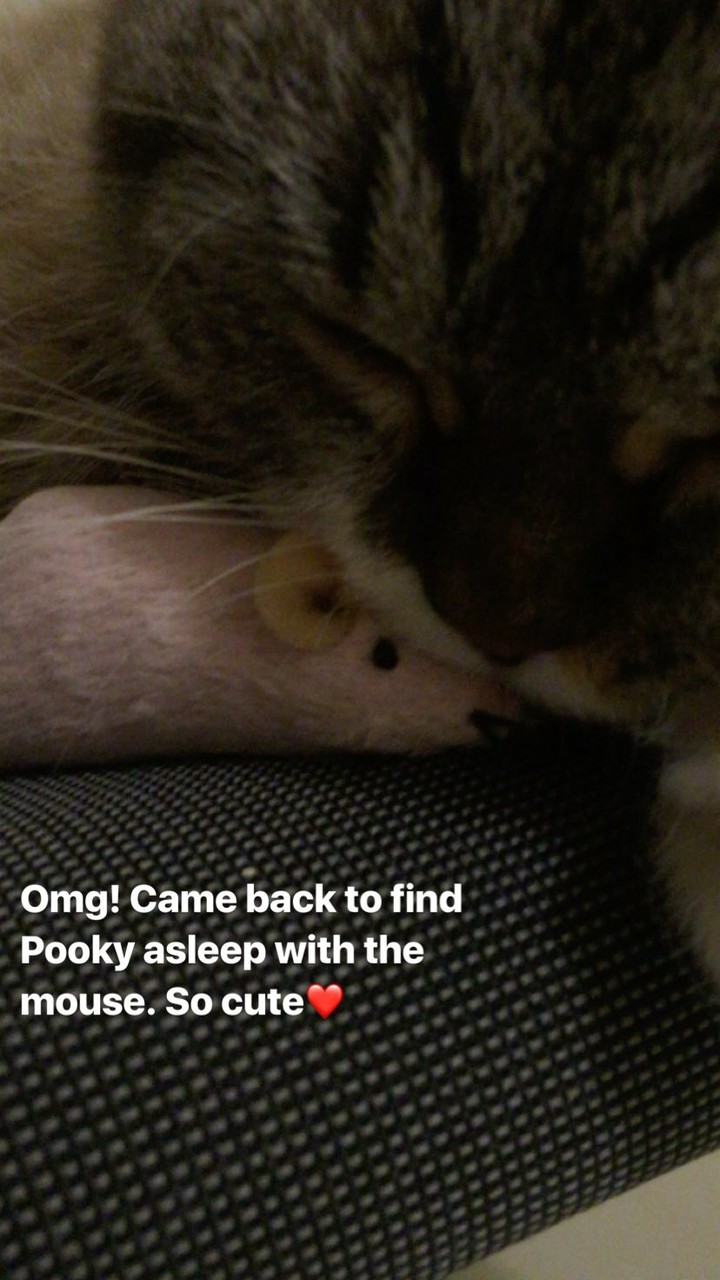 Omg! Came back to find
Pooky asleep with the
mouse. So cute❤️